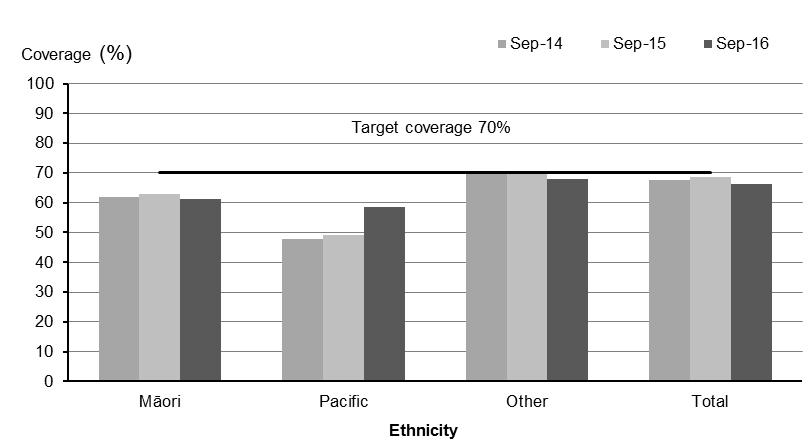 Sep-14 Sep-15 Sep-16
Coverage (%)
100
90
Target coverage 70%
80
70
60
50
40
30
20
10
0
Māori Pacific Other Total
Ethnicity